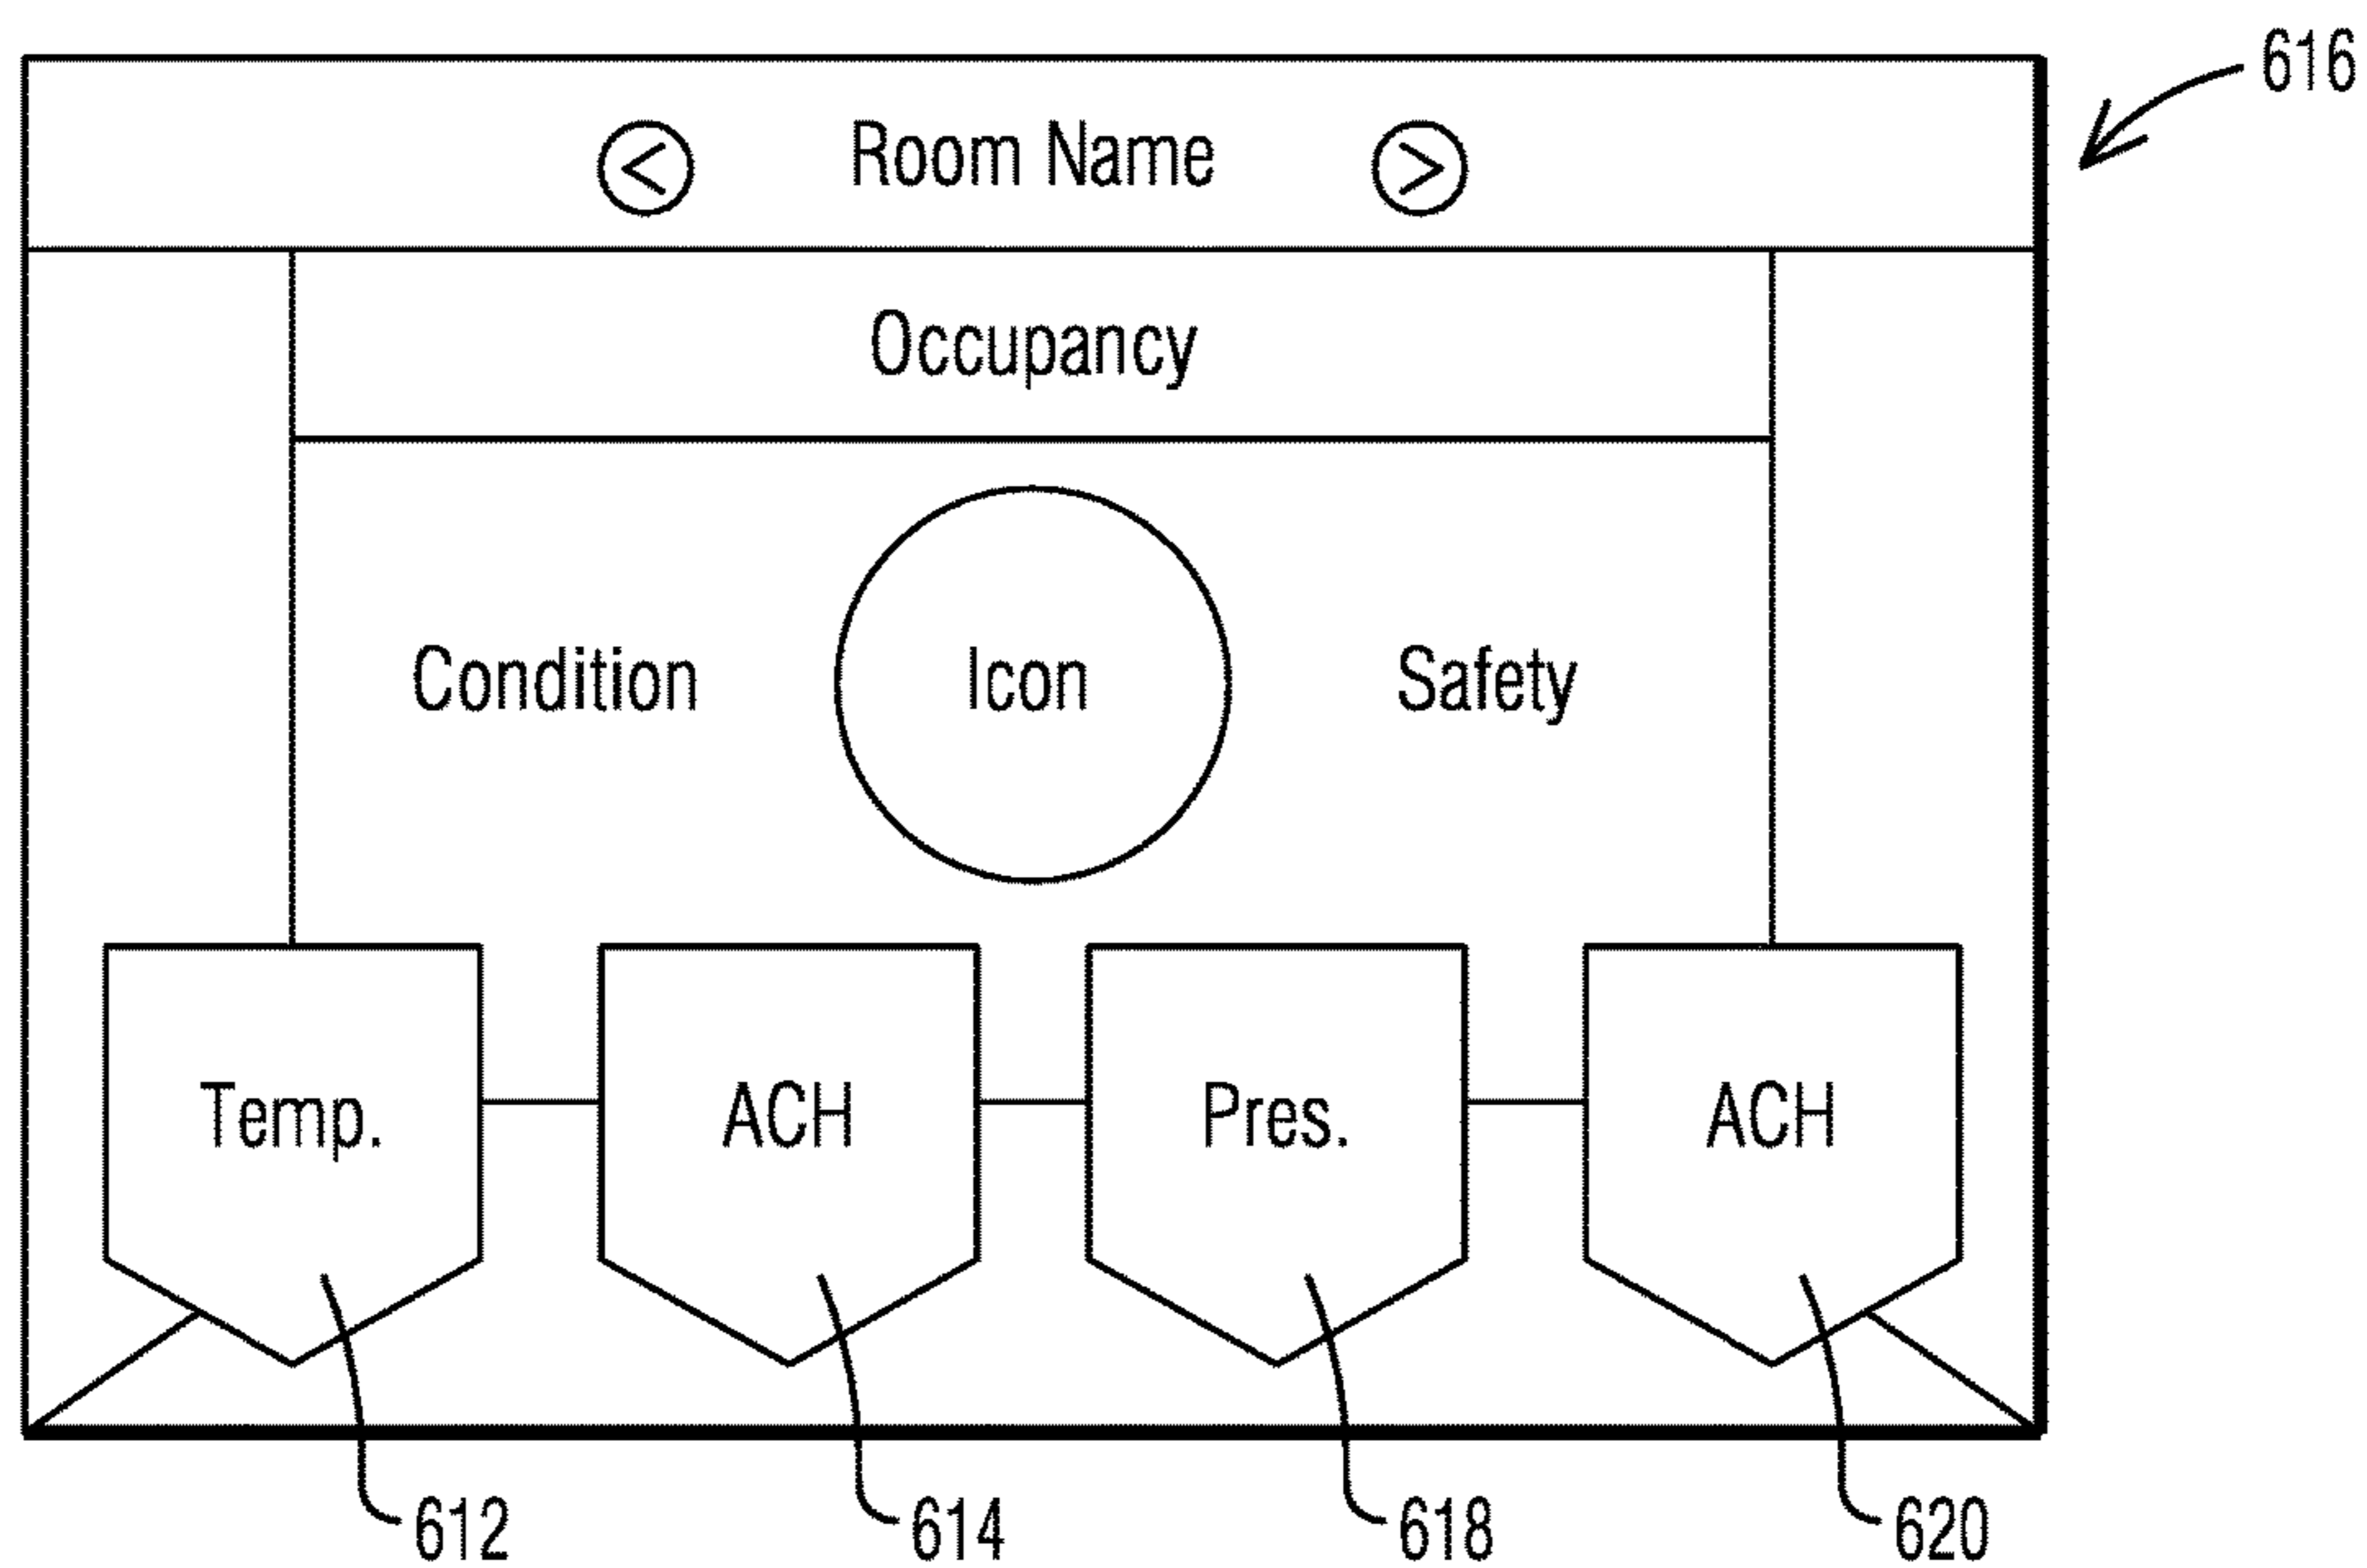 616
< Room Name >
Occupancy
Condition Icon Safety
Temp. ACH Pres. ACH
612 614 618 620